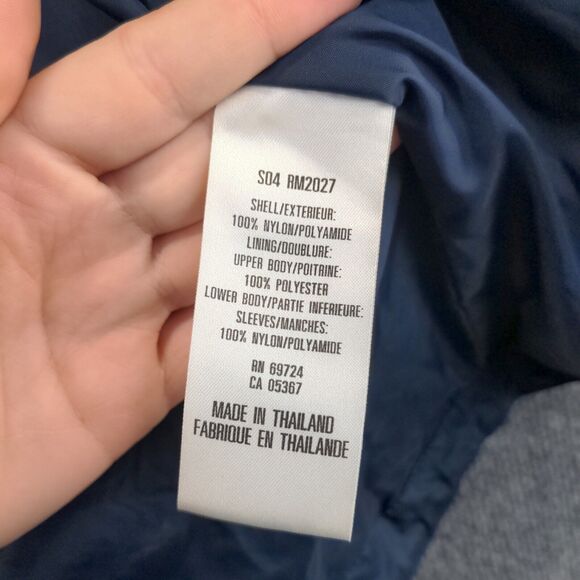 S04 RM2027
SHELL/EXTERIEUR:
100% NYLON/POLYAMIDE
LINING/DOUBLURE:
UPPER BODY/POITRINE:
100% POLYESTER
LOWER BODY/PARTIE INFERIEURE:
SLEEVES/MANCHES:
100% NYLON/POLYAMIDE
RN 69724
CA 05367
MADE IN THAILAND
FABRIQUE EN THAILANDE